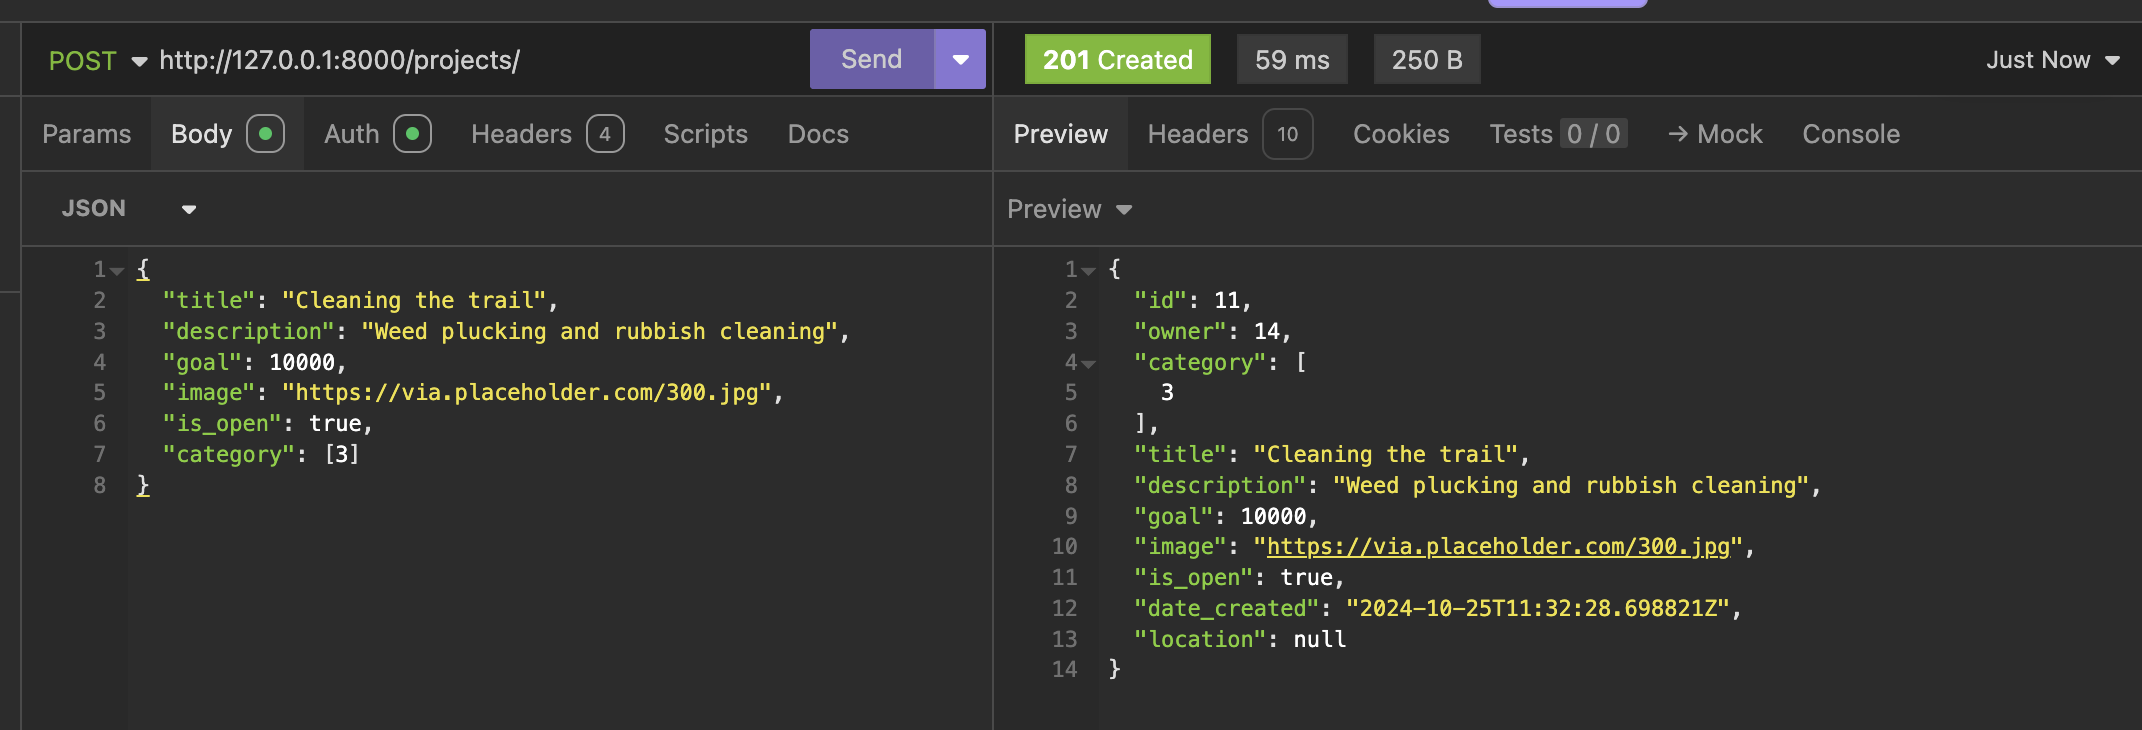 POST http://127.0.0.1:8000/projects/ Send
201 Created 59 ms 250 B Just Now
Params Body Auth Headers 4 Scripts Docs
Preview Headers 10 Cookies Tests 0 / 0 → Mock Console
JSON
Preview
1 {
2 "title": "Cleaning the trail",
3 "description": "Weed plucking and rubbish cleaning",
4 "goal": 10000,
5 "image": "https://via.placeholder.com/300.jpg",
6 "is_open": true,
7 "category": [3]
8 }
1 {
2 "id": 11,
3 "owner": 14,
4 "category": [
5 3
6 ],
7 "title": "Cleaning the trail",
8 "description": "Weed plucking and rubbish cleaning",
9 "goal": 10000,
10 "image": "https://via.placeholder.com/300.jpg",
11 "is_open": true,
12 "date_created": "2024-10-25T11:32:28.698821Z",
13 "location": null
14 }